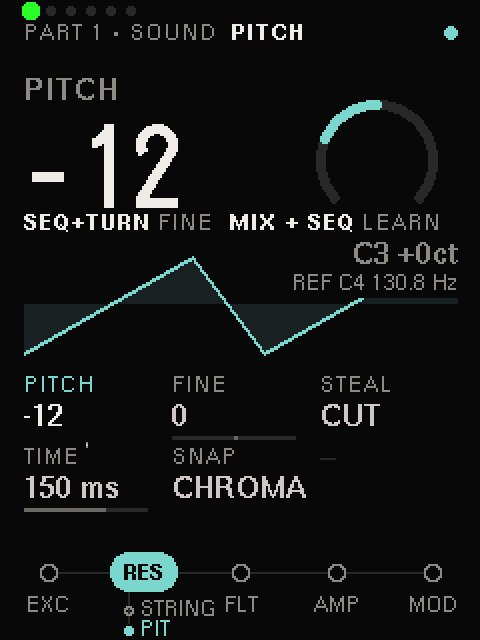 PART 1 · SOUND PITCH
PITCH
-12
SEQ+TURN FINE MIX + SEQ LEARN
C3 +0ct
REF C4 130.8 Hz
PITCH FINE STEAL
-12 0 CUT
TIME ' SNAP —
150 ms CHROMA
RES
EXC STRING FLT AMP MOD
PIT